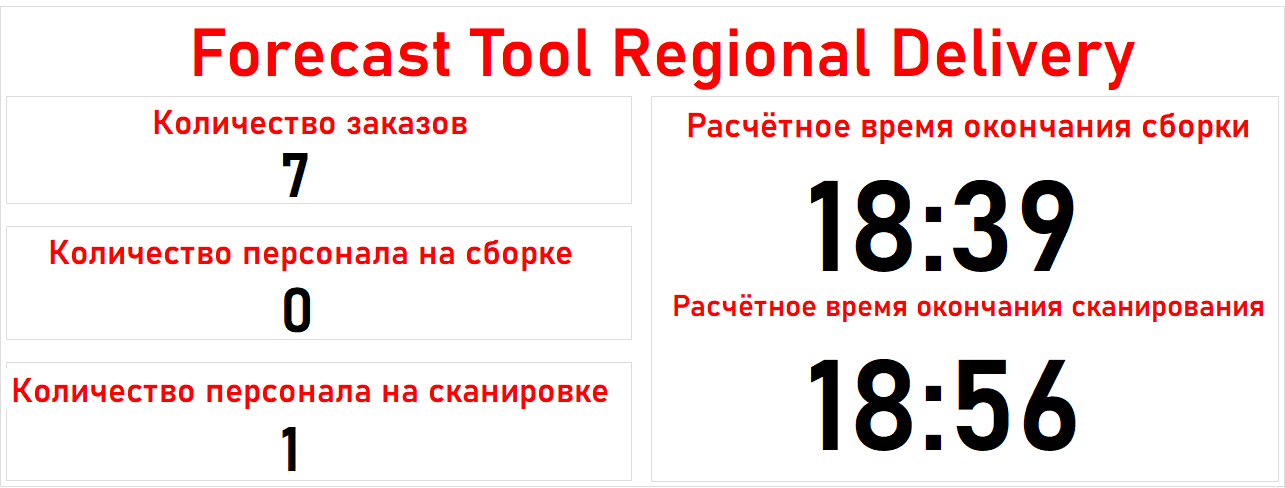 Forecast Tool Regional Delivery
Количество заказов
7
Количество персонала на сборке
0
Количество персонала на сканировке
1
Расчётное время окончания сборки
18:39
Расчётное время окончания сканирования
18:56